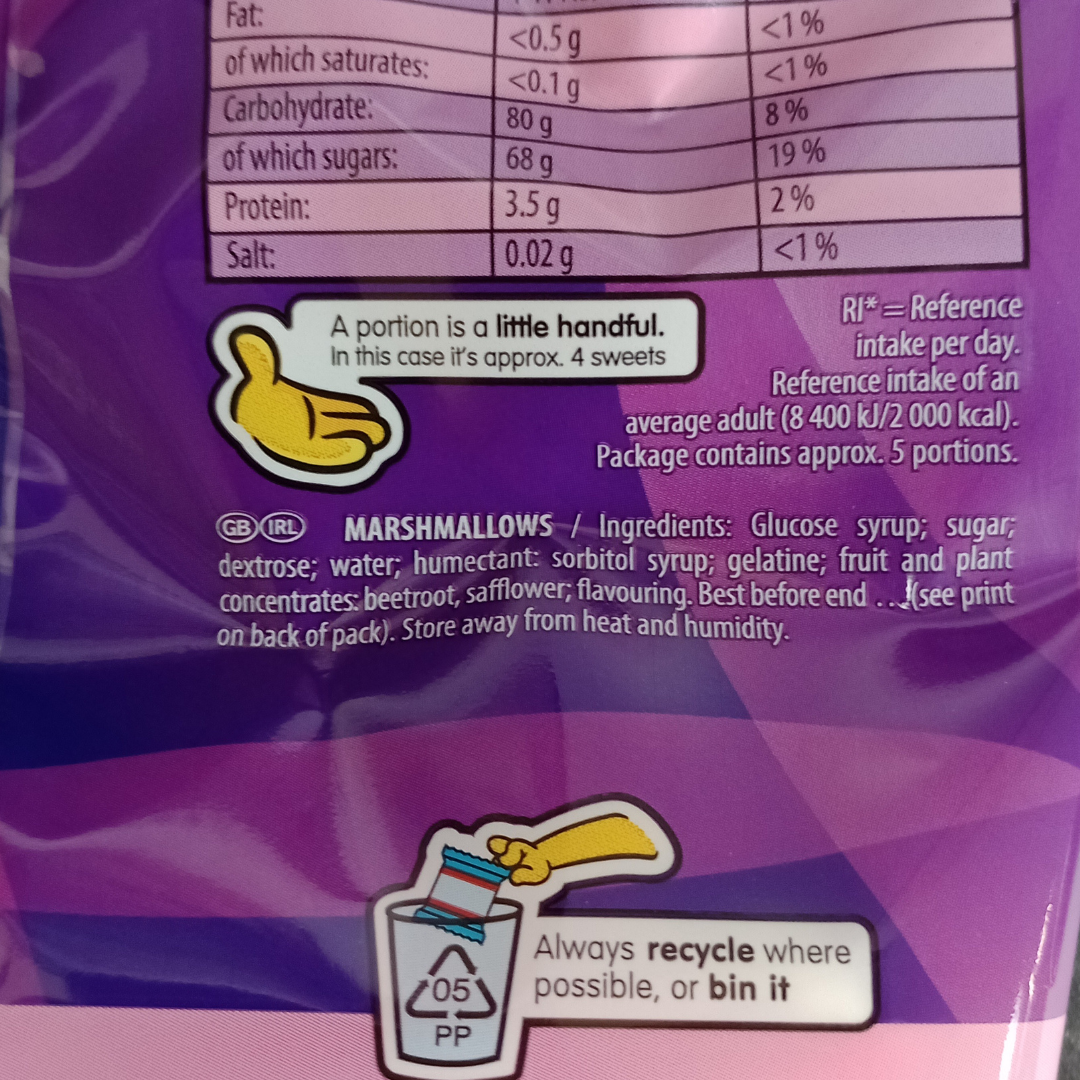 Fat: <0.5 g <1 %
of which saturates: <0.1 g <1 %
Carbohydrate: 80 g 8 %
of which sugars: 68 g 19 %
Protein: 3.5 g 2 %
Salt: 0.02 g <1 %
A portion is a little handful.
In this case it's approx. 4 sweets
RI* = Reference
intake per day.
Reference intake of an
average adult (8 400 kJ/2 000 kcal).
Package contains approx. 5 portions.
GB IRL MARSHMALLOWS / Ingredients: Glucose syrup; sugar;
dextrose; water; humectant: sorbitol syrup; gelatine; fruit and plant
concentrates: beetroot, safflower; flavouring. Best before end ... (see print
on back of pack). Store away from heat and humidity.
Always recycle where
possible, or bin it
05
PP